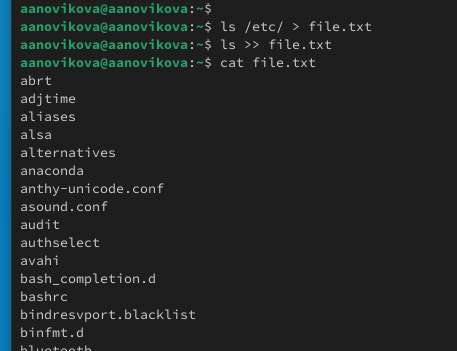 aanovikova@aanovikova:~$
aanovikova@aanovikova:~$ ls /etc/ > file.txt
aanovikova@aanovikova:~$ ls >> file.txt
aanovikova@aanovikova:~$ cat file.txt
abrt
adjtime
aliases
alsa
alternatives
anaconda
anthy-unicode.conf
asound.conf
audit
authselect
avahi
bash_completion.d
bashrc
bindresvport.blacklist
binfmt.d
bluetooth